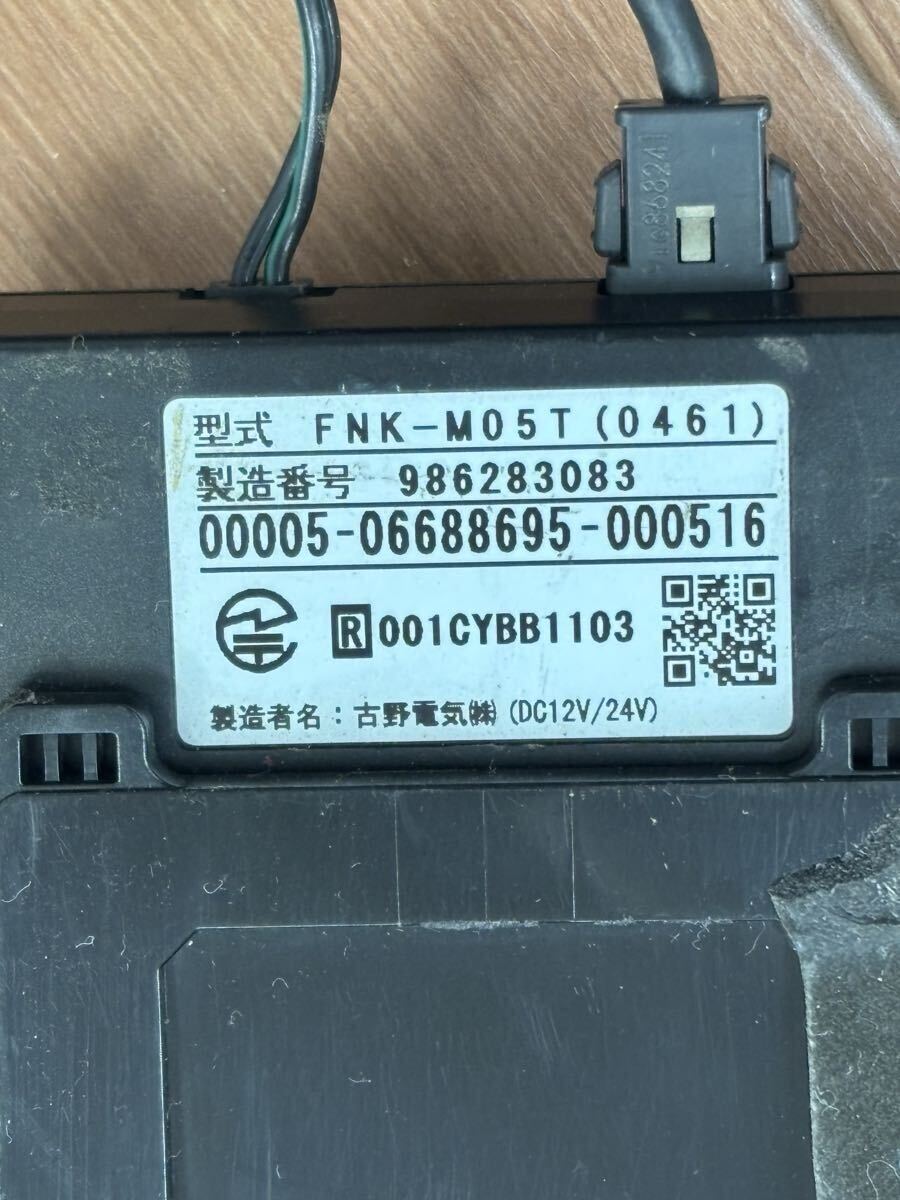 型式 FNK-M05T(0461)
製造番号 986283083
00005-06688695-000516
R 001CYBB1103
製造者名：古野電気㈱(DC12V/24V)